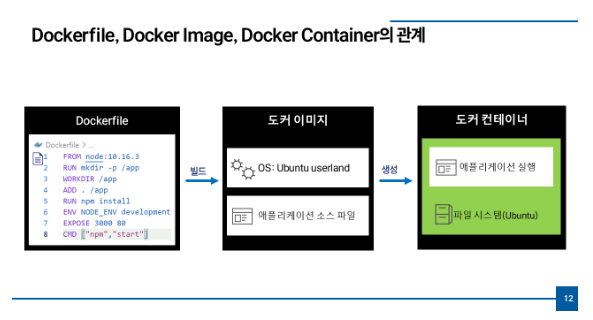 Dockerfile, Docker Image, Docker Container의 관계
Dockerfile
Dockerfile > ...
1 FROM node:10.16.3
2 RUN mkdir -p /app
3 WORKDIR /app
4 ADD . /app
5 RUN npm install
6 ENV NODE_ENV development
7 EXPOSE 3000 80
8 CMD ["npm","start"]
빌드
도커 이미지
OS: Ubuntu userland
애플리케이션 소스 파일
생성
도커 컨테이너
애플리케이션 실행
파일 시스템(Ubuntu)
12